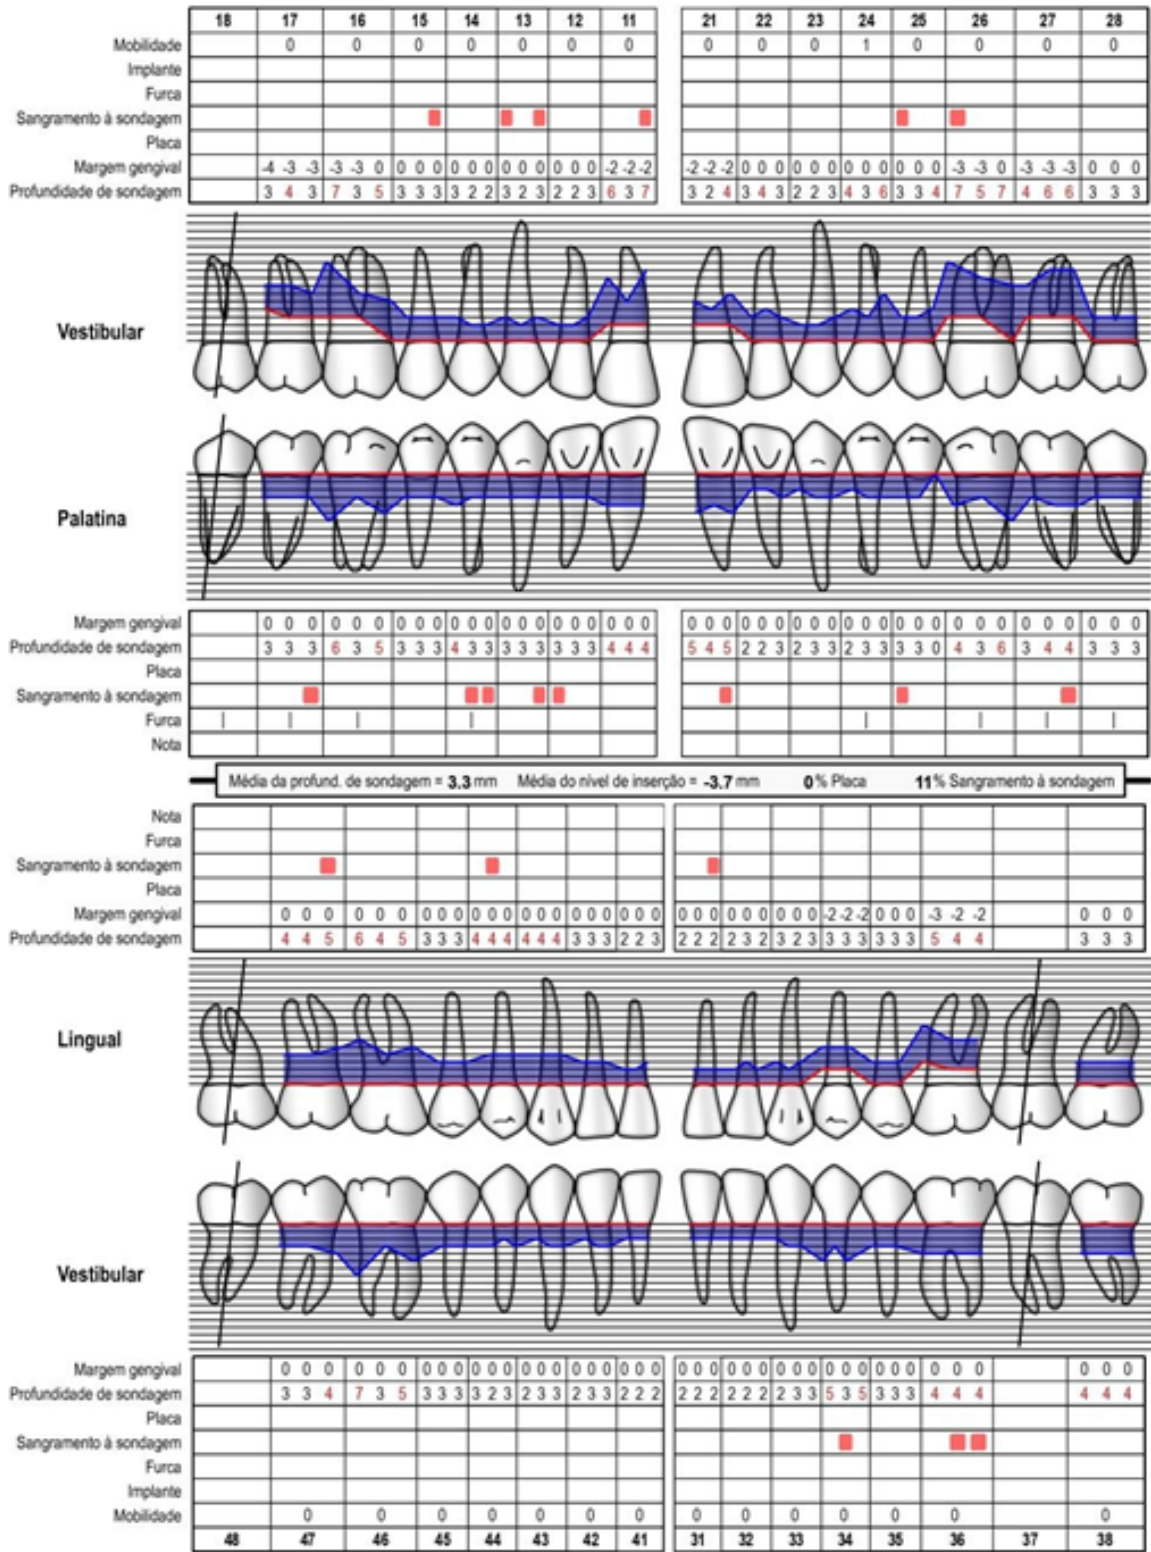 18 17 16 15 14 13 12 11 21 22 23 24 25 26 27 28
Mobilidade 0 0 0 0 0 0 0 0 0 0 1 0 0 0 0
Implante
Furca
Sangramento à sondagem
Placa
Margem gengival -4 -3 -3 -3 -3 0 0 0 0 0 0 0 0 0 0 0 0 0 -2 -2 -2 -2 -2 -2 0 0 0 0 0 0 0 0 0 0 0 0 -3 -3 0 -3 -3 -3 0 0 0
Profundidade de sondagem 3 4 3 7 3 5 3 3 3 3 2 2 3 2 3 2 2 3 6 3 7 3 2 4 3 4 3 2 2 3 4 3 6 3 3 4 7 5 7 4 6 6 3 3 3
Vestibular
Palatina
Margem gengival 0 0 0 0 0 0 0 0 0 0 0 0 0 0 0 0 0 0 0 0 0 0 0 0 0 0 0 0 0 0 0 0 0 0 0 0 0 0 0 0 0 0 0 0 0
Profundidade de sondagem 3 3 3 6 3 5 3 3 3 4 3 3 3 3 3 3 3 3 4 4 4 5 4 5 2 2 3 2 3 3 2 3 3 3 3 0 4 3 6 3 4 4 3 3 3
Placa
Sangramento à sondagem
Furca | | | | | | | |
Nota
Média da profund. de sondagem = 3.3 mm Média do nível de inserção = -3.7 mm 0% Placa 11% Sangramento à sondagem
Nota
Furca
Sangramento à sondagem
Placa
Margem gengival 0 0 0 0 0 0 0 0 0 0 0 0 0 0 0 0 0 0 0 0 0 0 0 0 0 0 0 0 0 0 -2 -2 -2 0 0 0 -3 -2 -2 0 0 0
Profundidade de sondagem 4 4 5 6 4 5 3 3 3 4 4 4 4 4 4 3 3 3 2 2 3 2 2 2 2 3 2 3 2 3 3 3 3 3 3 3 5 4 4 3 3 3
Lingual
Vestibular
Margem gengival 0 0 0 0 0 0 0 0 0 0 0 0 0 0 0 0 0 0 0 0 0 0 0 0 0 0 0 0 0 0 0 0 0 0 0 0 0 0 0 0 0 0
Profundidade de sondagem 3 3 4 7 3 5 3 3 3 3 2 3 2 3 3 2 3 3 2 2 2 2 2 2 2 2 2 2 3 3 5 3 5 3 3 3 4 4 4 4 4 4
Placa
Sangramento à sondagem
Furca
Implante
Mobilidade 0 0 0 0 0 0 0 0 0 0 0 0 0 0
48 47 46 45 44 43 42 41 31 32 33 34 35 36 37 38